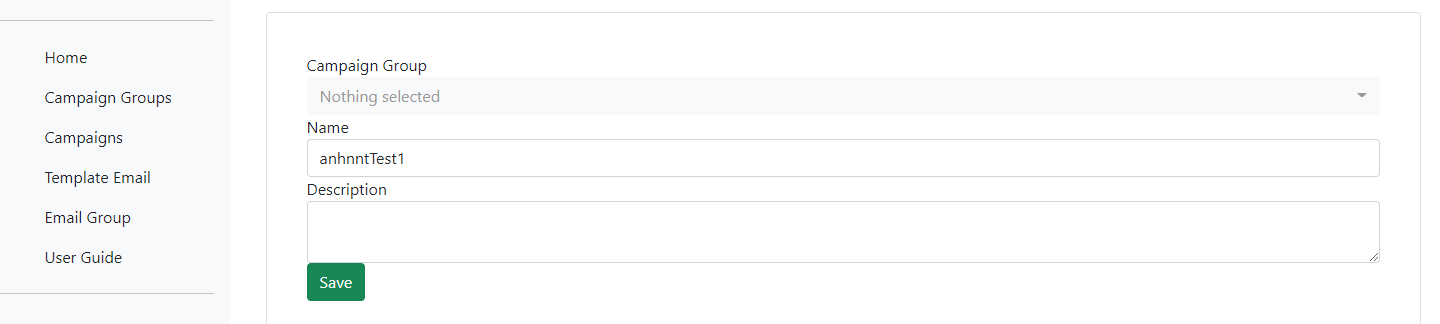 Home
Campaign Groups
Campaigns
Template Email
Email Group
User Guide
Campaign Group
Nothing selected
Name
anhnntTest1
Description
Save